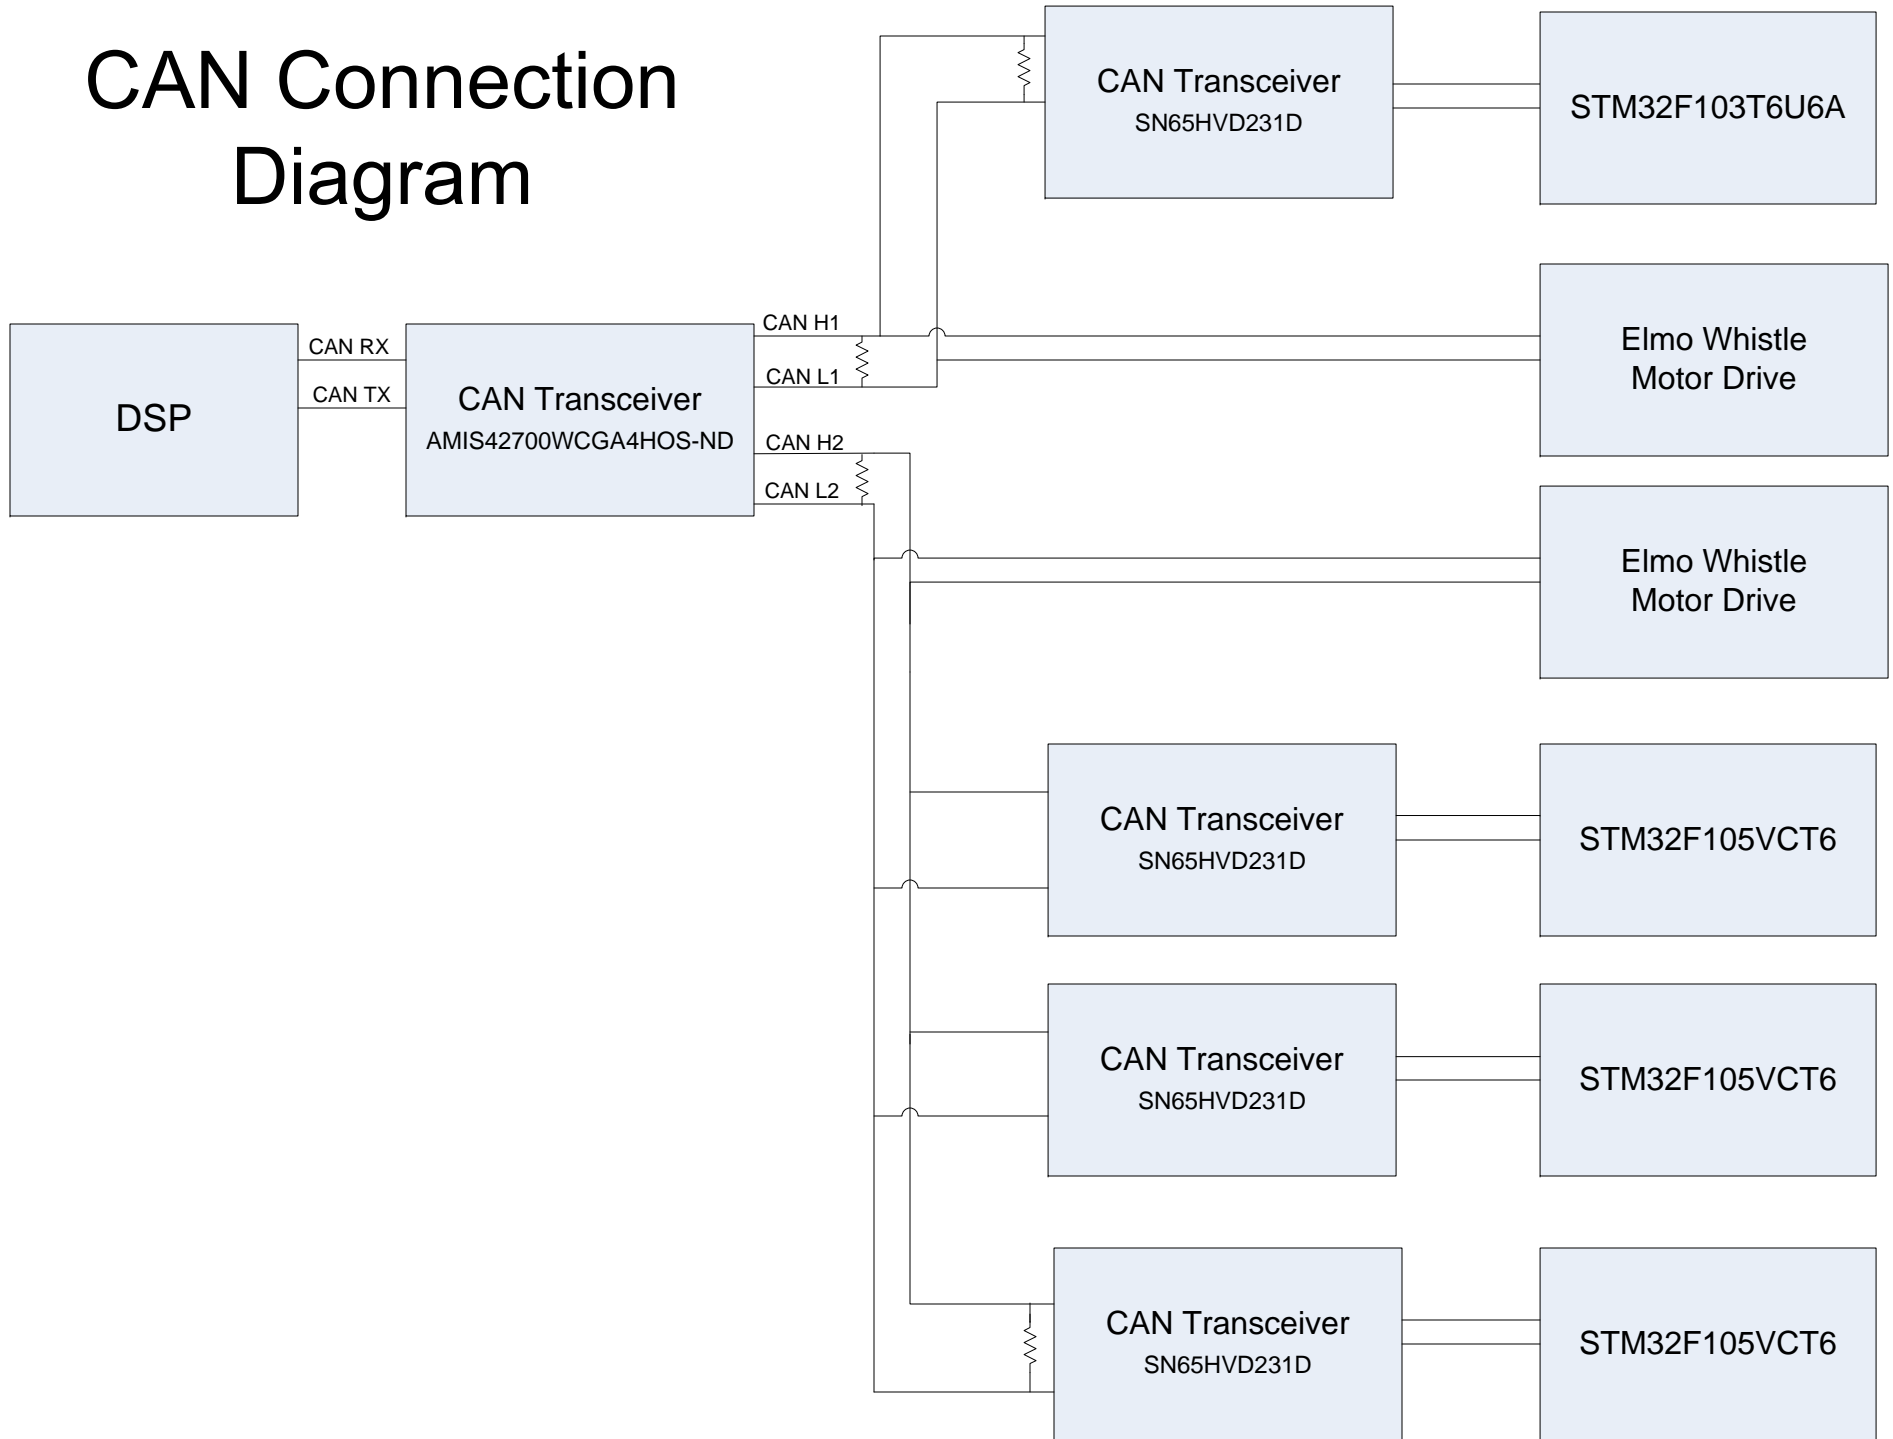 CAN Connection
Diagram
CAN Transceiver
SN65HVD231D
STM32F103T6U6A
DSP
CAN RX
CAN TX
CAN Transceiver
AMIS42700WCGA4HOS-ND
CAN H1
CAN L1
CAN H2
CAN L2
Elmo Whistle
Motor Drive
Elmo Whistle
Motor Drive
CAN Transceiver
SN65HVD231D
STM32F105VCT6
CAN Transceiver
SN65HVD231D
STM32F105VCT6
CAN Transceiver
SN65HVD231D
STM32F105VCT6